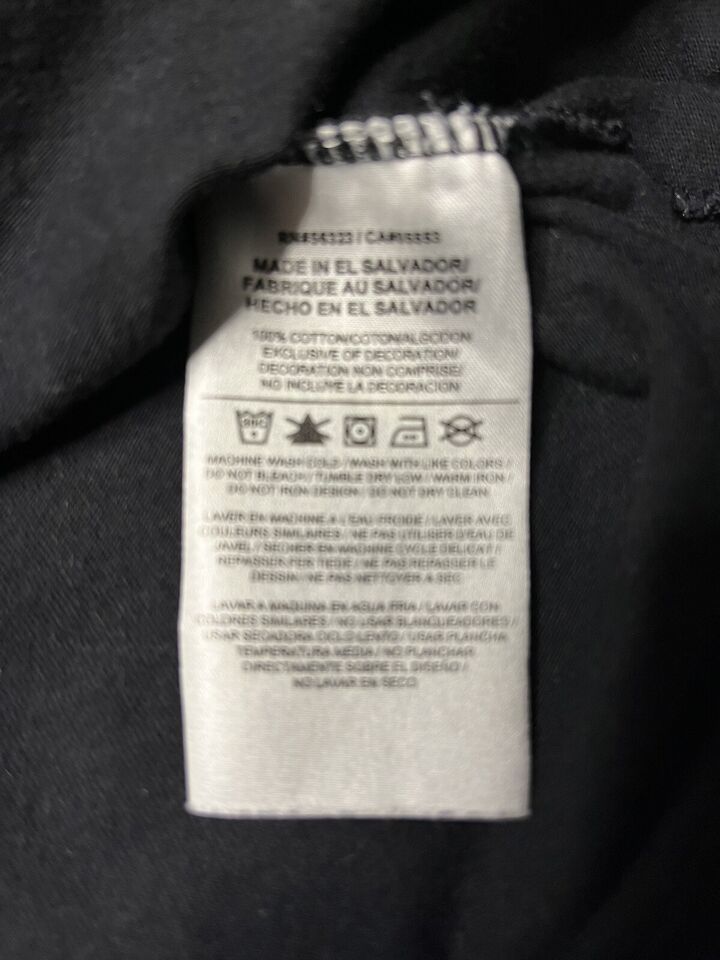 MADE IN EL SALVADOR/
FABRIQUE AU SALVADOR/
HECHO EN EL SALVADOR
100% COTTON/COTON/ALGODON
EXCLUSIVE OF DECORATION/
DECORATION NON COMPRISE/
NO INCLUYE LA DECORACION
MACHINE WASH COLD / WASH WITH LIKE COLORS /
DO NOT BLEACH / TUMBLE DRY LOW / WARM IRON /
DO NOT IRON DESIGN / DO NOT DRY CLEAN
LAVER EN MACHINE A L'EAU FROIDE / LAVER AVEC
COULEURS SIMILAIRES / NE PAS UTILISER D'EAU DE
JAVEL / SECHER EN MACHINE CYCLE DELICAT /
REPASSER FER TIEDE / NE PAS REPASSER LE
DESSIN / NE PAS NETTOYER A SEC
LAVAR A MAQUINA EN AGUA FRIA / LAVAR CON
COLORES SIMILARES / NO USAR BLANQUEADORES /
USAR SECADORA CICLO LENTO / USAR PLANCHA
TEMPERATURA MEDIA / NO PLANCHAR
DIRECTAMENTE SOBRE EL DISEÑO /
NO LAVAR EN SECO